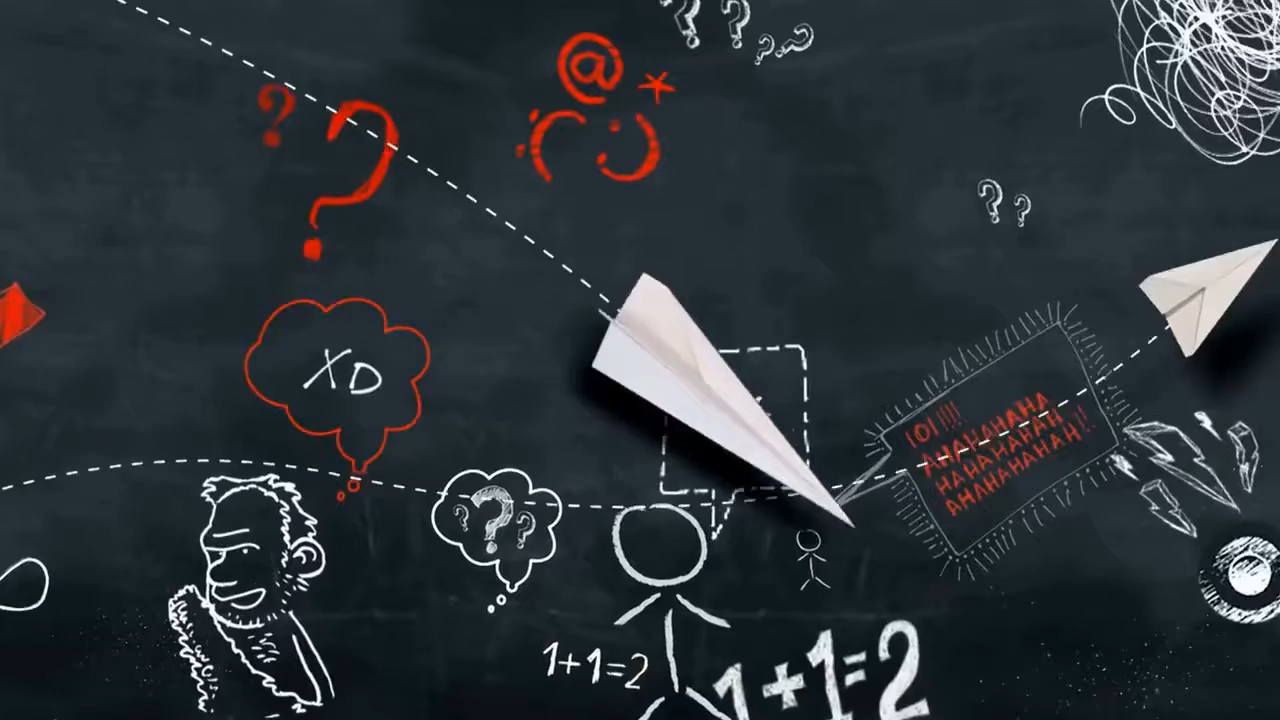 ? ? ? ?
@
*
? ?
? ?
XD
lOl!!!!
AHAHAHAHA
HAHAHAHAH
AHAHAHAHAH!!
? ? ?
1+1=2
1+1=2